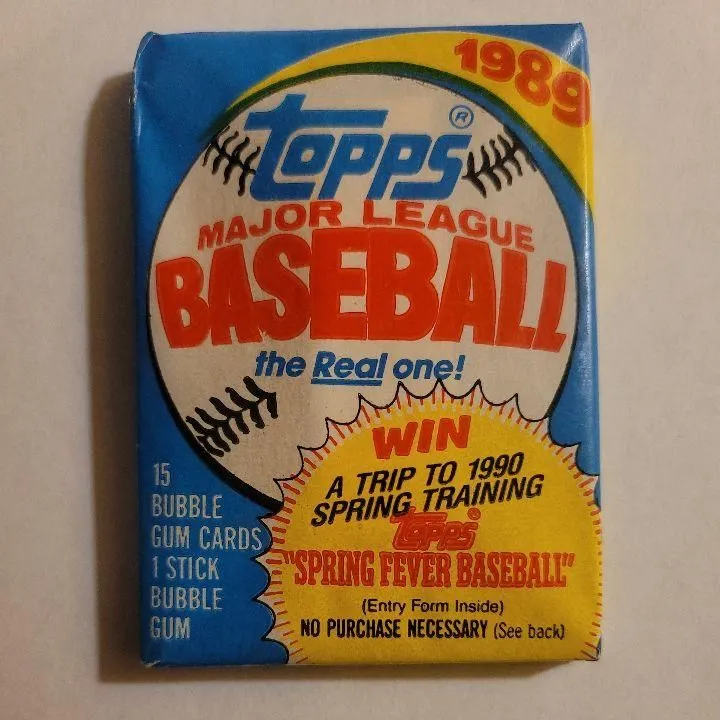 1989
Topps®
MAJOR LEAGUE
BASEBALL
the Real one!
WIN
A TRIP TO 1990
SPRING TRAINING
Topps®
"SPRING FEVER BASEBALL"
(Entry Form Inside)
NO PURCHASE NECESSARY (See back)
15
BUBBLE
GUM CARDS
1 STICK
BUBBLE
GUM